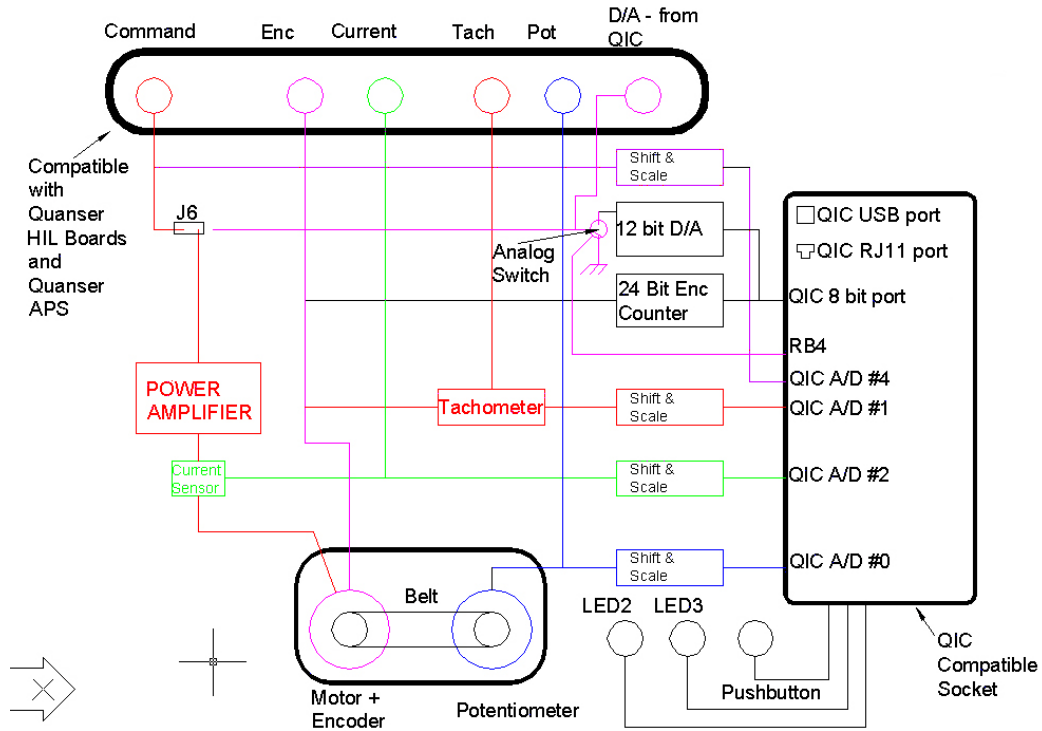 Command
Enc
Current
Tach
Pot
D/A - from
QIC
Compatible
with
Quanser
HIL Boards
and
Quanser
APS
J6
Shift &
Scale
Analog
Switch
12 bit D/A
24 Bit Enc
Counter
QIC USB port
QIC RJ11 port
QIC 8 bit port
RB4
QIC A/D #4
QIC A/D #1
QIC A/D #2
QIC A/D #0
POWER
AMPLIFIER
Tachometer
Shift &
Scale
Current
Sensor
Shift &
Scale
Shift &
Scale
Belt
Motor +
Encoder
Potentiometer
LED2
LED3
Pushbutton
QIC
Compatible
Socket